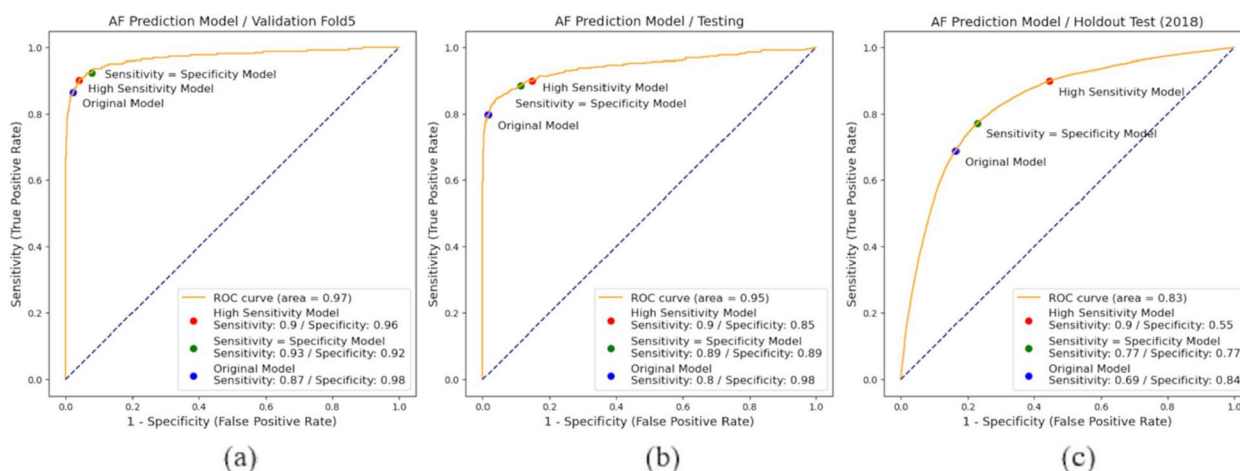 AF Prediction Model / Validation Fold5
Sensitivity (True Positive Rate)
1.0
0.8
0.6
0.4
0.2
0.0
Sensitivity = Specificity Model
High Sensitivity Model
Original Model
ROC curve (area = 0.97)
High Sensitivity Model
Sensitivity: 0.9 / Specificity: 0.96
Sensitivity = Specificity Model
Sensitivity: 0.93 / Specificity: 0.92
Original Model
Sensitivity: 0.87 / Specificity: 0.98
0.0 0.2 0.4 0.6 0.8 1.0
1 - Specificity (False Positive Rate)
(a)
AF Prediction Model / Testing
Sensitivity (True Positive Rate)
1.0
0.8
0.6
0.4
0.2
0.0
High Sensitivity Model
Sensitivity = Specificity Model
Original Model
ROC curve (area = 0.95)
High Sensitivity Model
Sensitivity: 0.9 / Specificity: 0.85
Sensitivity = Specificity Model
Sensitivity: 0.89 / Specificity: 0.89
Original Model
Sensitivity: 0.8 / Specificity: 0.98
0.0 0.2 0.4 0.6 0.8 1.0
1 - Specificity (False Positive Rate)
(b)
AF Prediction Model / Holdout Test (2018)
Sensitivity (True Positive Rate)
1.0
0.8
0.6
0.4
0.2
0.0
High Sensitivity Model
Sensitivity = Specificity Model
Original Model
ROC curve (area = 0.83)
High Sensitivity Model
Sensitivity: 0.9 / Specificity: 0.55
Sensitivity = Specificity Model
Sensitivity: 0.77 / Specificity: 0.77
Original Model
Sensitivity: 0.69 / Specificity: 0.84
0.0 0.2 0.4 0.6 0.8 1.0
1 - Specificity (False Positive Rate)
(c)